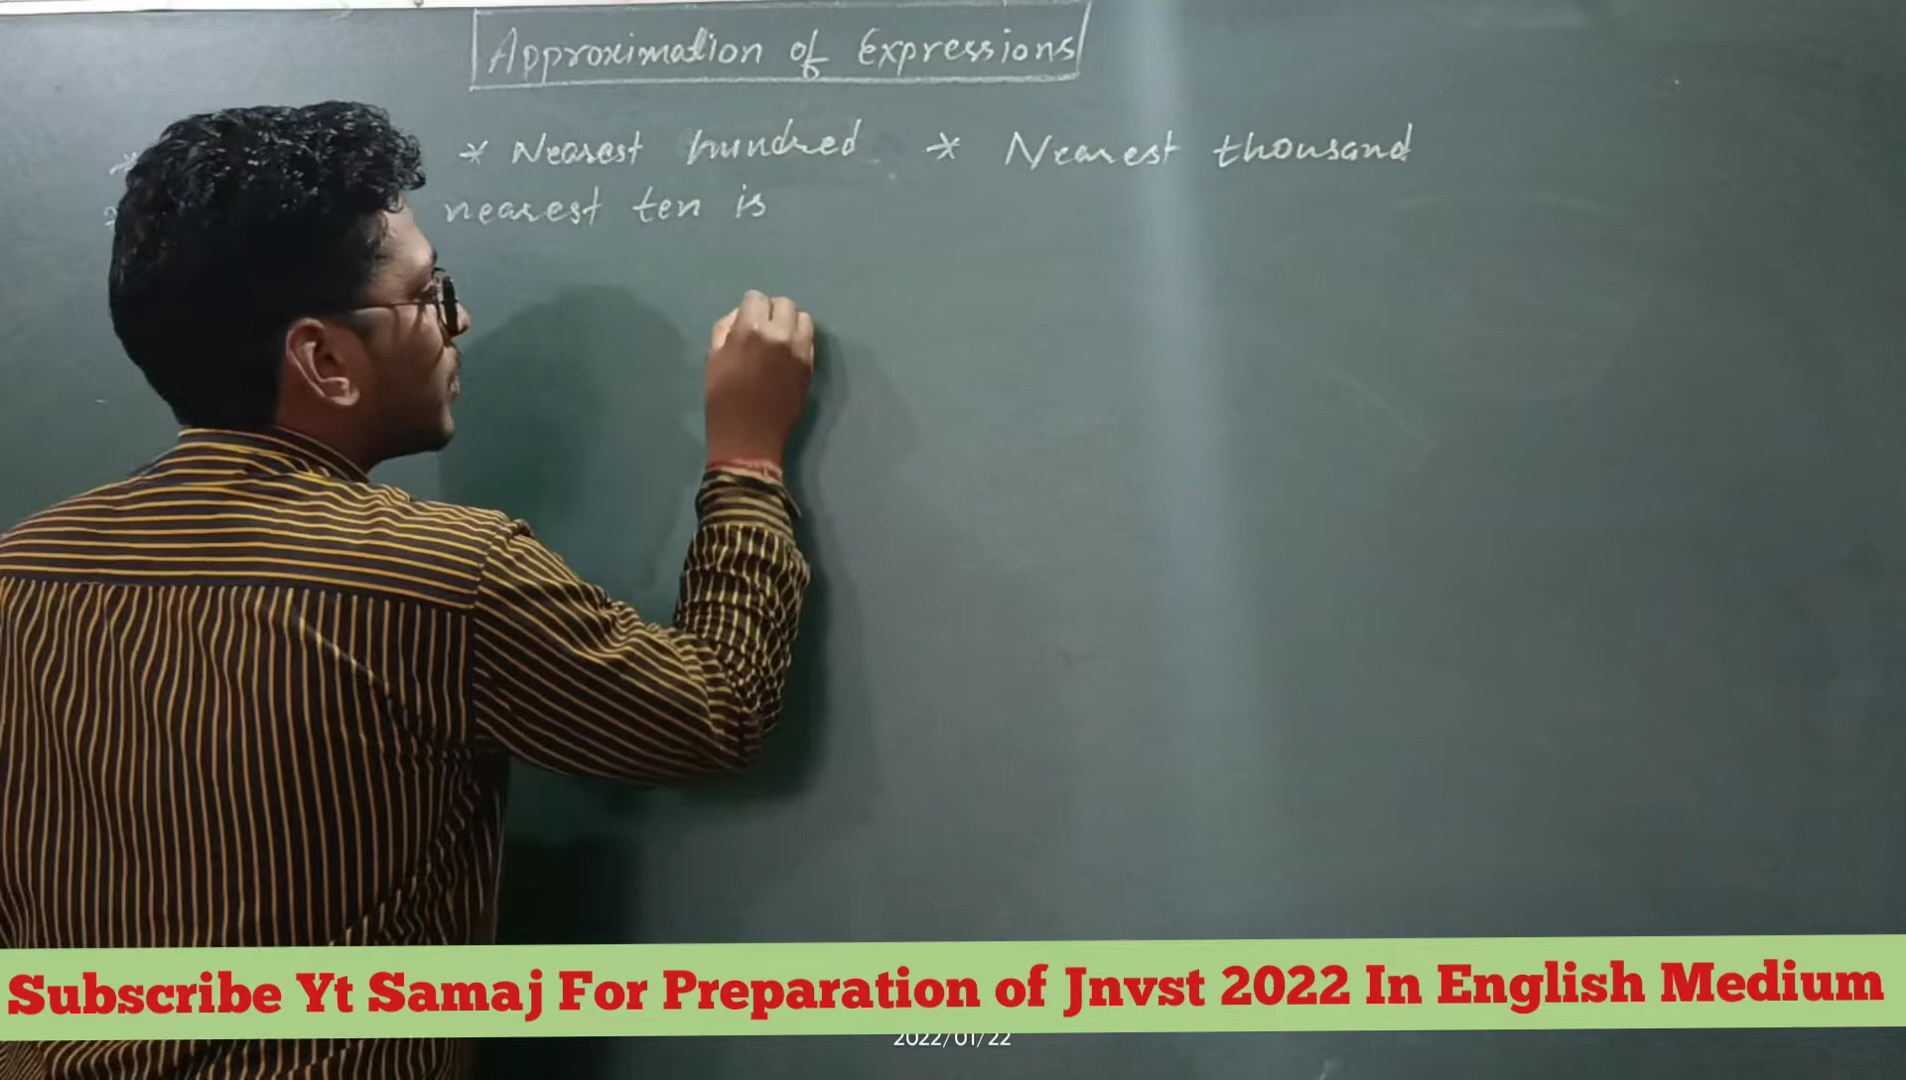 Approximation of Expressions
* Nearest hundred * Nearest thousand
nearest ten is
Subscribe Yt Samaj For Preparation of Jnvst 2022 In English Medium
2022/01/22